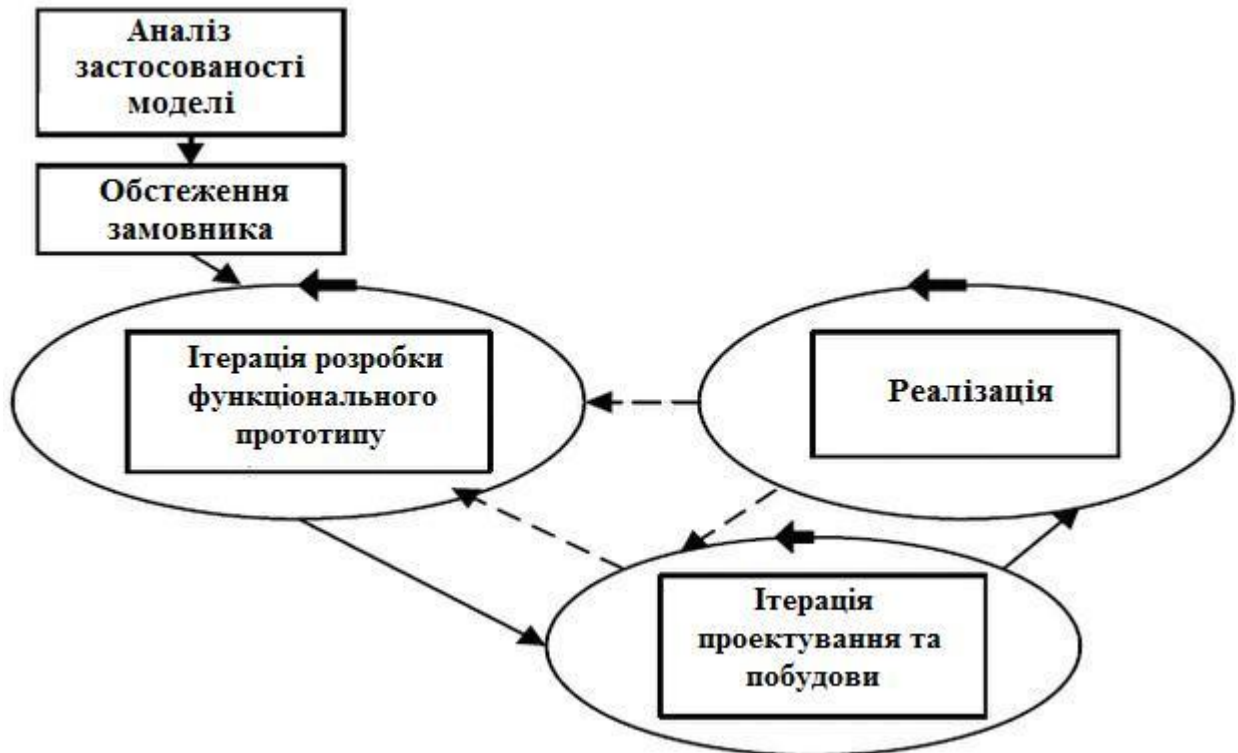 Аналіз
застосованості
моделі
Обстеження
замовника
Ітерація розробки
функціонального
прототипу
Реалізація
Ітерація
проектування та
побудови